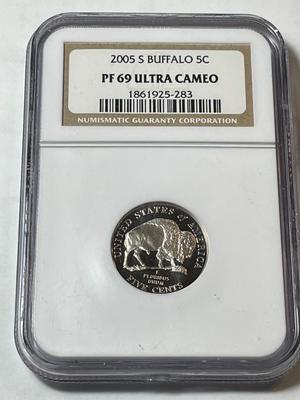 2005 S BUFFALO 5C
PF 69 ULTRA CAMEO
1861925-283
NUMISMATIC GUARANTY CORPORATION
UNITED STATES of AMERICA
E
PLURIBUS
UNUM
FIVE CENTS